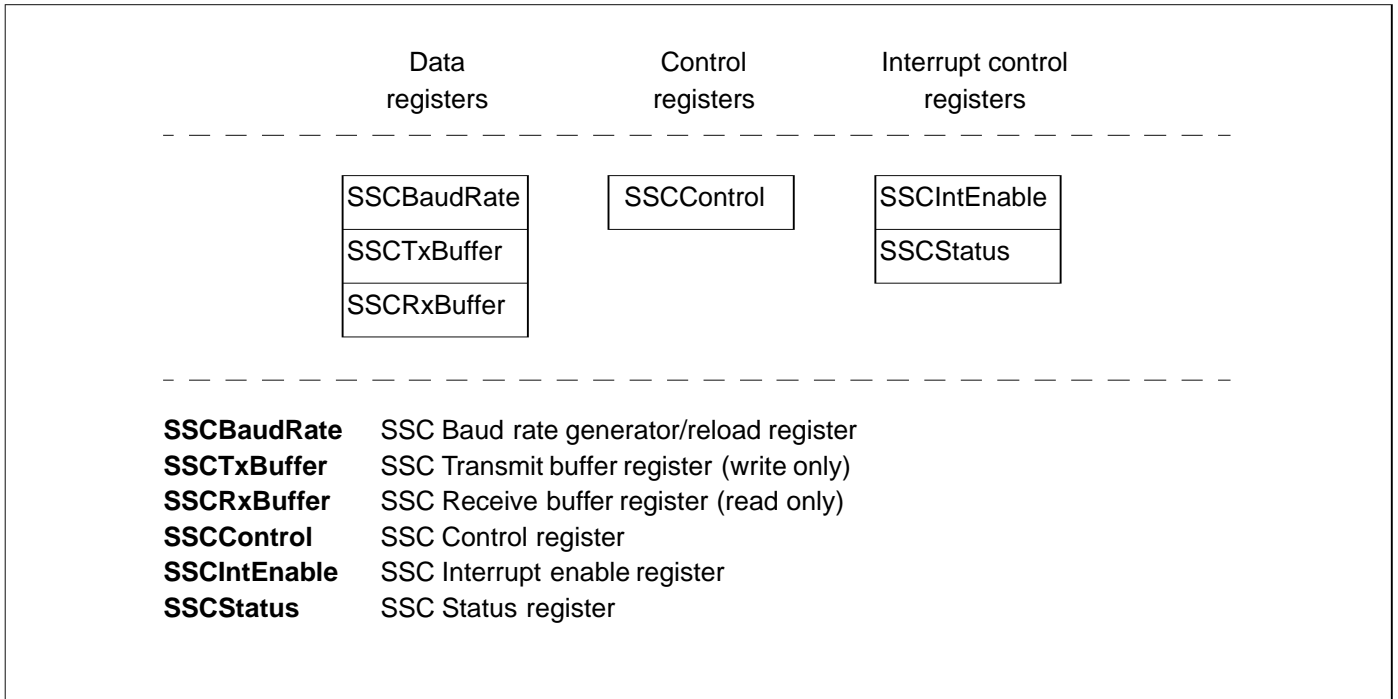 Data Control Interrupt control
registers registers registers
SSCBaudRate SSCControl SSCIntEnable
SSCTxBuffer SSCStatus
SSCRxBuffer
SSCBaudRate SSC Baud rate generator/reload register
SSCTxBuffer SSC Transmit buffer register (write only)
SSCRxBuffer SSC Receive buffer register (read only)
SSCControl SSC Control register
SSCIntEnable SSC Interrupt enable register
SSCStatus SSC Status register